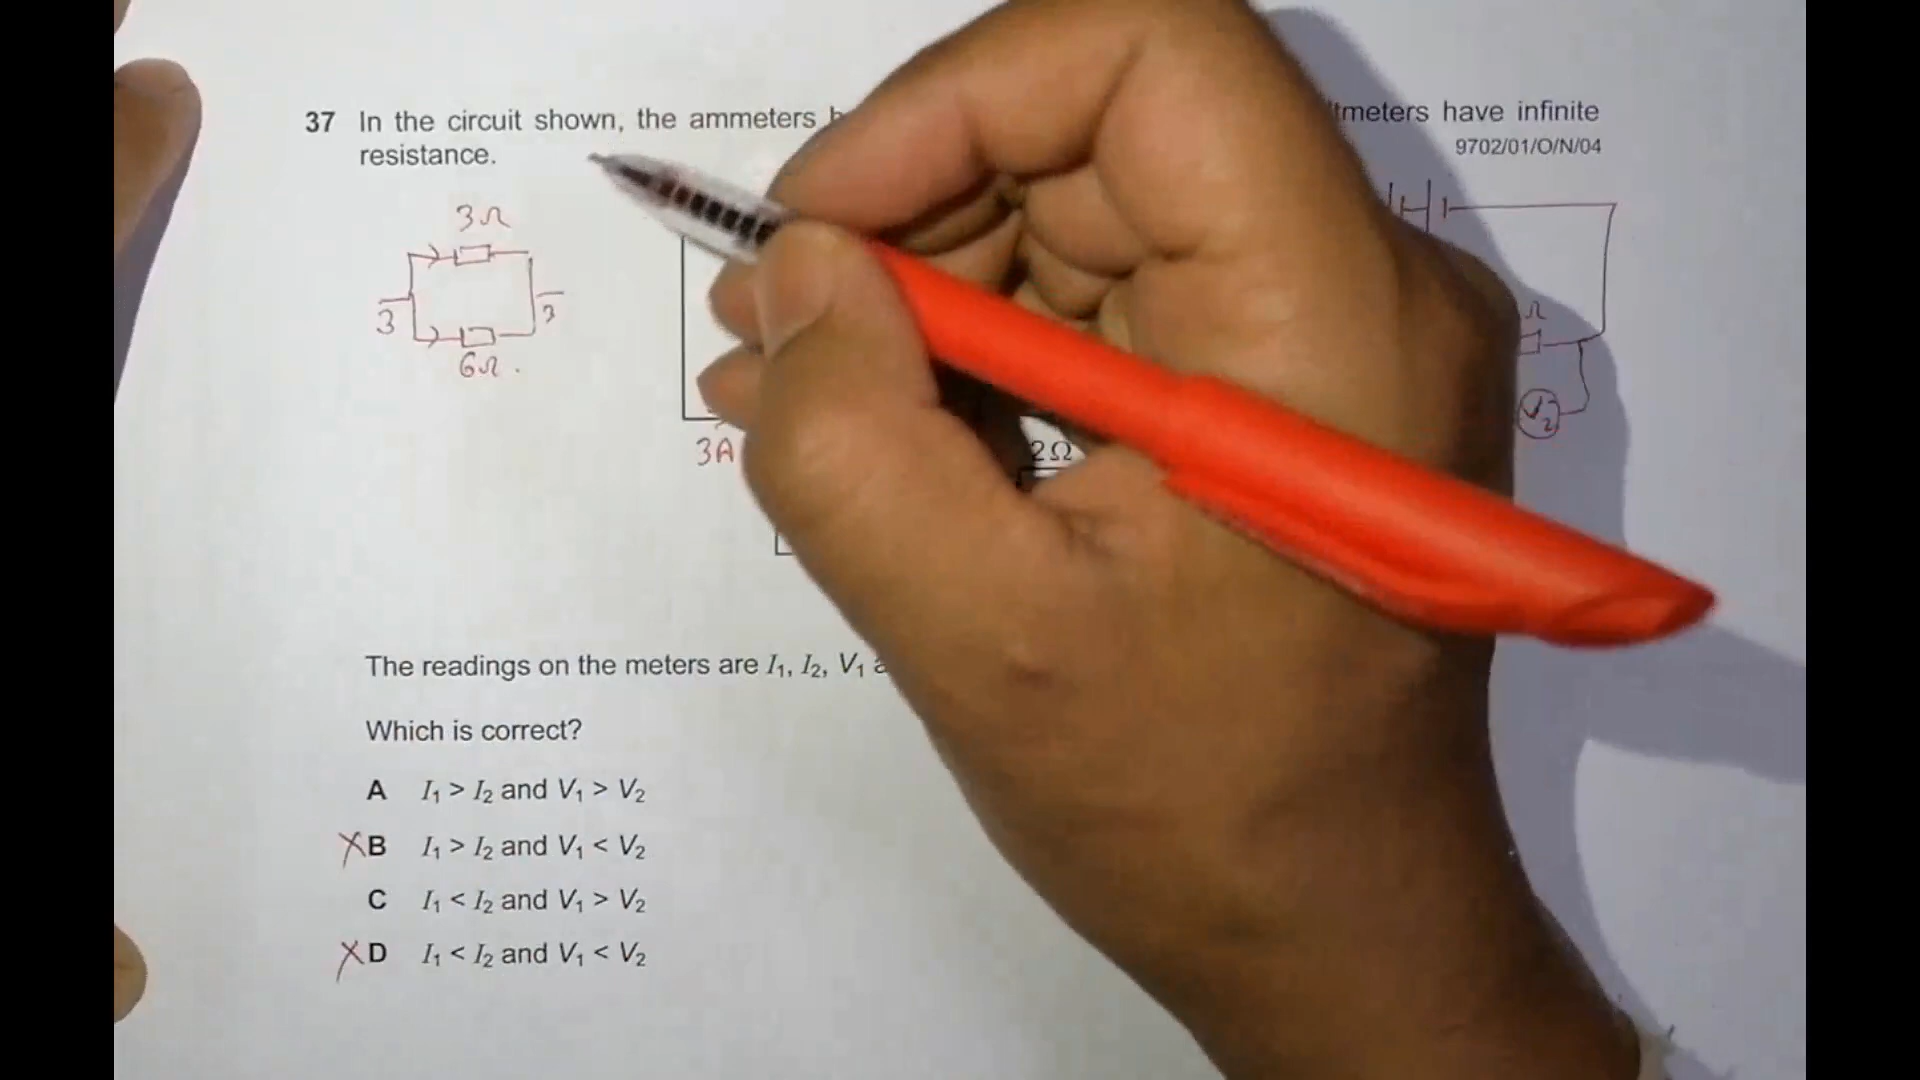 37 In the circuit shown, the ammeters
meters have infinite
resistance.
9702/01/O/N/04
3Ω
3
3
6Ω.
Ω
V2
3A
2Ω
The readings on the meters are I1, I2, V1
Which is correct?
A I1 > I2 and V1 > V2
X B I1 > I2 and V1 < V2
C I1 < I2 and V1 > V2
X D I1 < I2 and V1 < V2